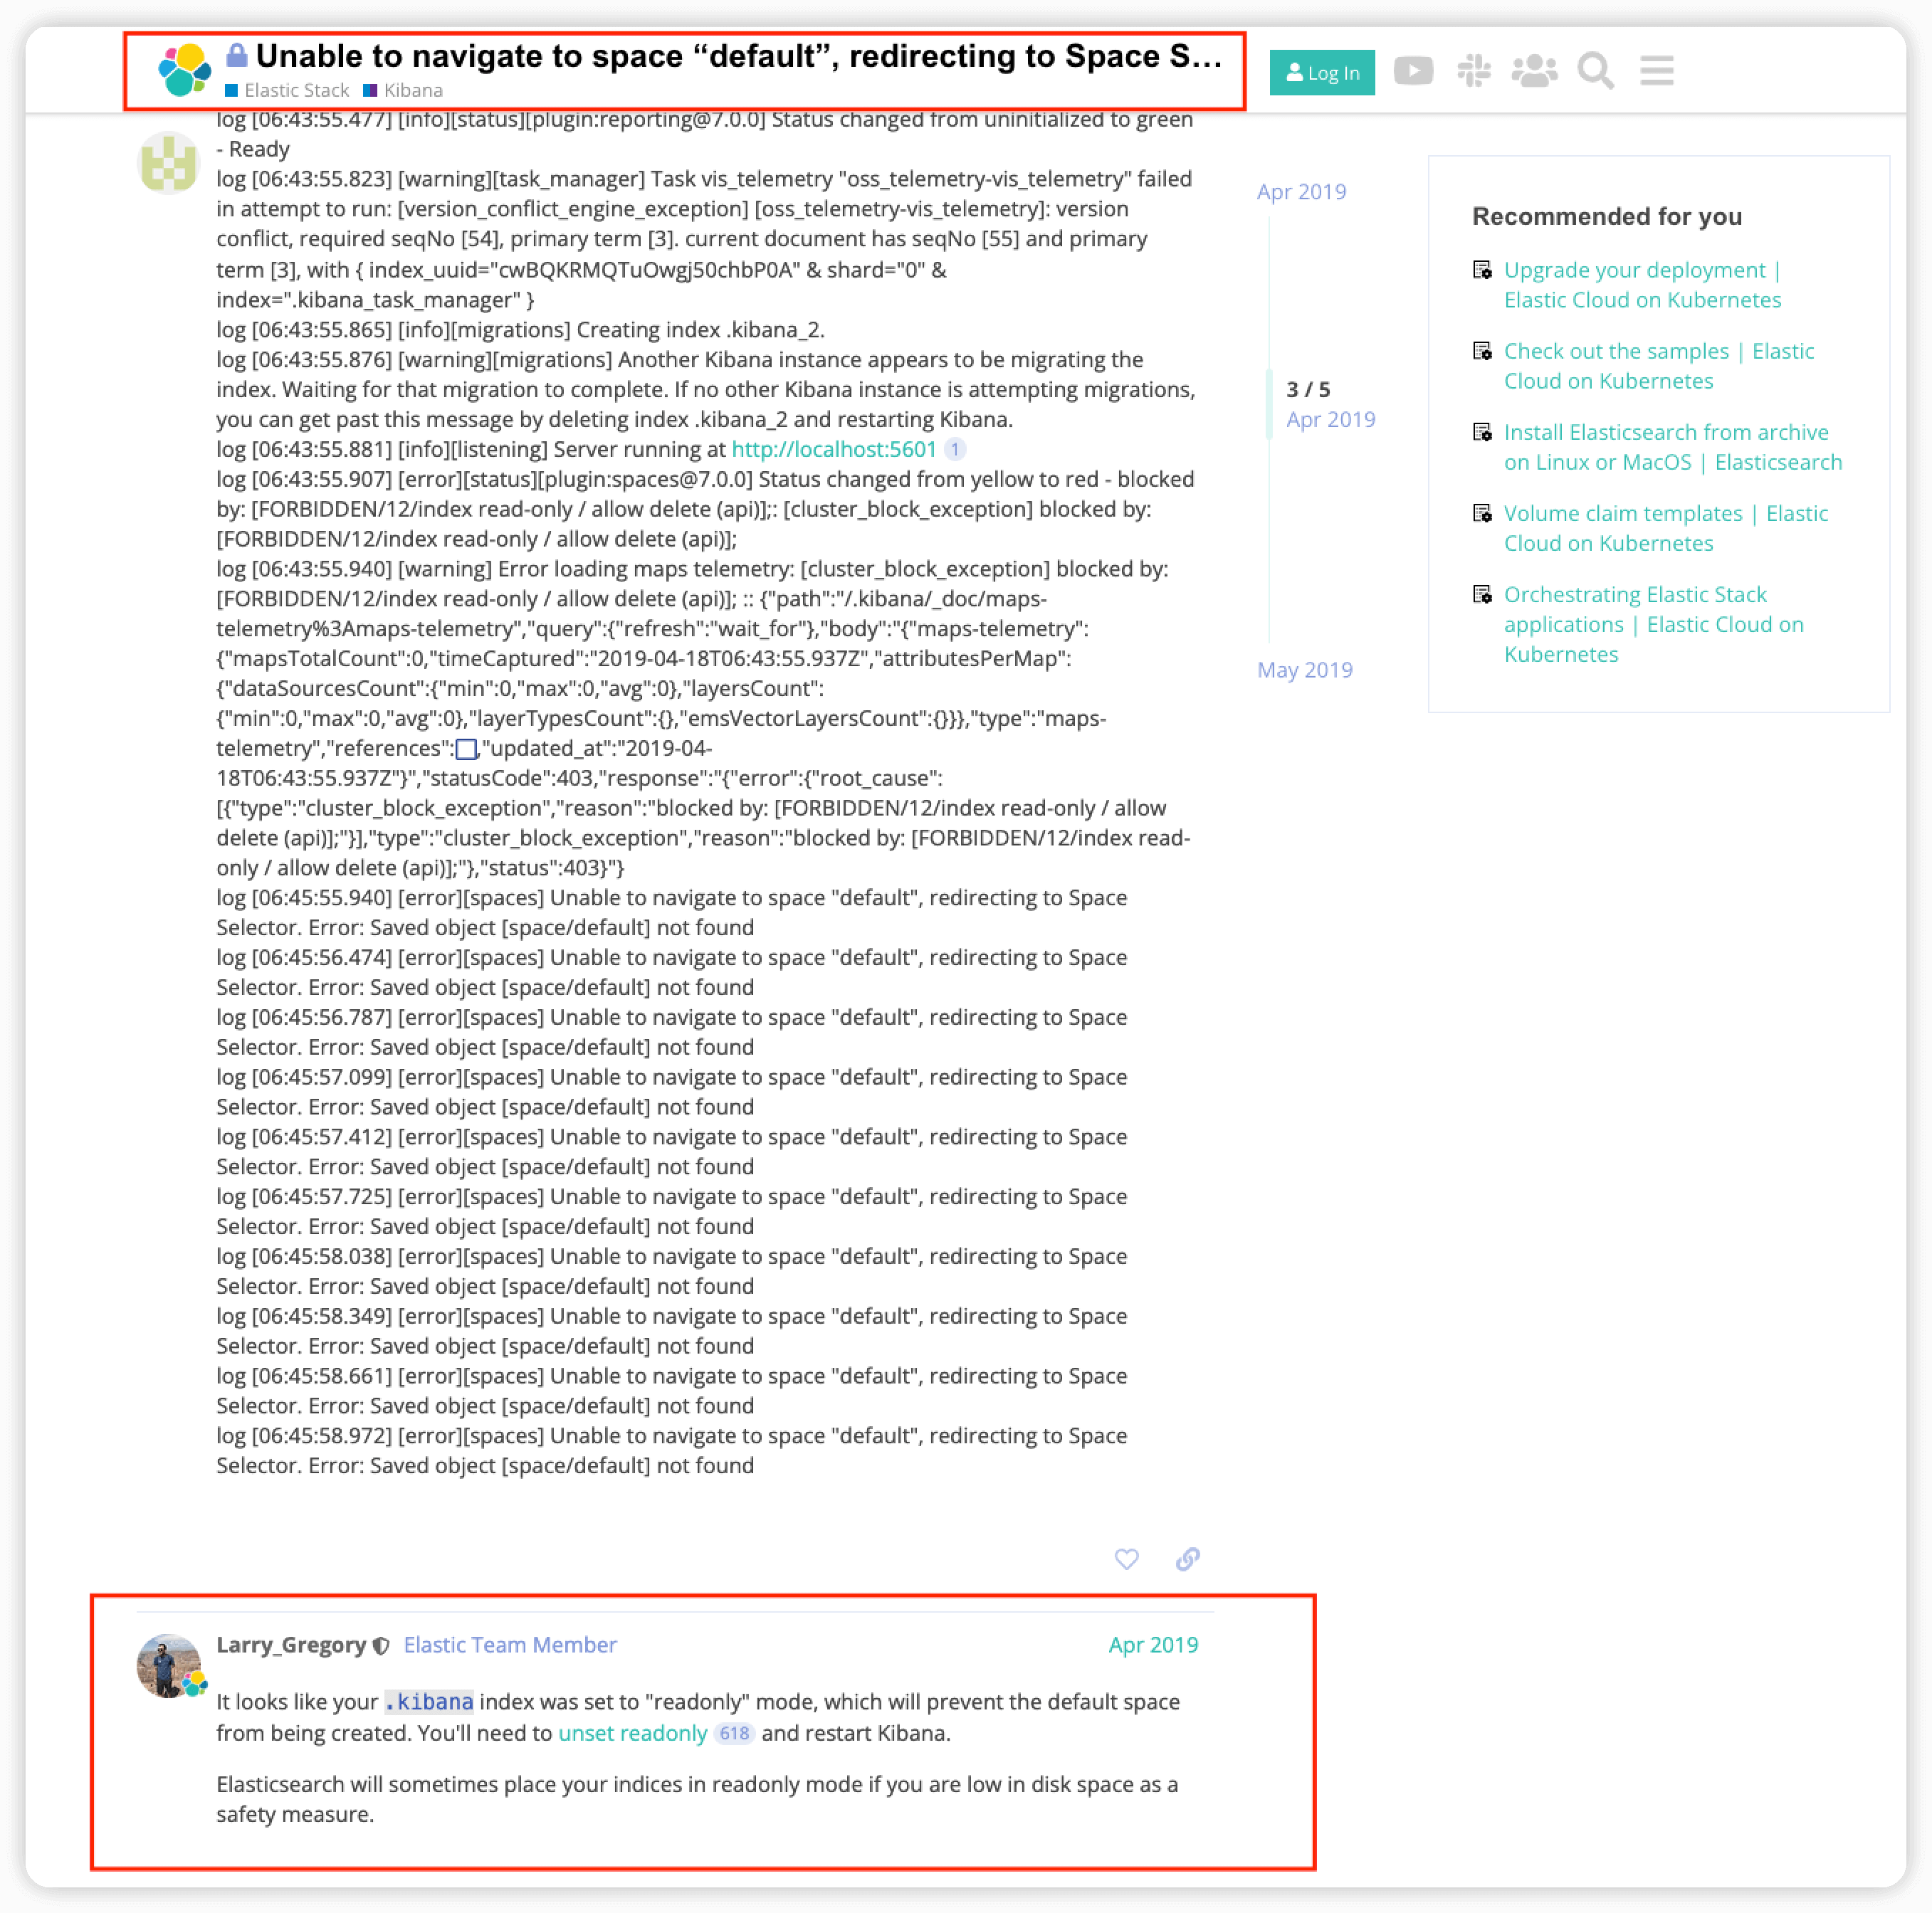 Unable to navigate to space “default”, redirecting to Space S...
Elastic Stack Kibana
Log In
log [06:43:55.477] [info][status][plugin:reporting@7.0.0] Status changed from uninitialized to green
- Ready
log [06:43:55.823] [warning][task_manager] Task vis_telemetry "oss_telemetry-vis_telemetry" failed
in attempt to run: [version_conflict_engine_exception] [oss_telemetry-vis_telemetry]: version
conflict, required seqNo [54], primary term [3]. current document has seqNo [55] and primary
term [3], with { index_uuid="cwBQKRMQTuOwgj50chbP0A" & shard="0" &
index=".kibana_task_manager" }
log [06:43:55.865] [info][migrations] Creating index .kibana_2.
log [06:43:55.876] [warning][migrations] Another Kibana instance appears to be migrating the
index. Waiting for that migration to complete. If no other Kibana instance is attempting migrations,
you can get past this message by deleting index .kibana_2 and restarting Kibana.
log [06:43:55.881] [info][listening] Server running at http://localhost:5601 1
log [06:43:55.907] [error][status][plugin:spaces@7.0.0] Status changed from yellow to red - blocked
by: [FORBIDDEN/12/index read-only / allow delete (api)];: [cluster_block_exception] blocked by:
[FORBIDDEN/12/index read-only / allow delete (api)];
log [06:43:55.940] [warning] Error loading maps telemetry: [cluster_block_exception] blocked by:
[FORBIDDEN/12/index read-only / allow delete (api)]; :: {"path":"/.kibana/_doc/maps-
telemetry%3Amaps-telemetry","query":{"refresh":"wait_for"},"body":"{"maps-telemetry":
{"mapsTotalCount":0,"timeCaptured":"2019-04-18T06:43:55.937Z","attributesPerMap":
{"dataSourcesCount":{"min":0,"max":0,"avg":0},"layersCount":
{"min":0,"max":0,"avg":0},"layerTypesCount":{},"emsVectorLayersCount":{}}},"type":"maps-
telemetry","references":,"updated_at":"2019-04-
18T06:43:55.937Z"}","statusCode":403,"response":"{"error":{"root_cause":
[{"type":"cluster_block_exception","reason":"blocked by: [FORBIDDEN/12/index read-only / allow
delete (api)];"}],"type":"cluster_block_exception","reason":"blocked by: [FORBIDDEN/12/index read-
only / allow delete (api)];"},"status":403}"}
log [06:45:55.940] [error][spaces] Unable to navigate to space "default", redirecting to Space
Selector. Error: Saved object [space/default] not found
log [06:45:56.474] [error][spaces] Unable to navigate to space "default", redirecting to Space
Selector. Error: Saved object [space/default] not found
log [06:45:56.787] [error][spaces] Unable to navigate to space "default", redirecting to Space
Selector. Error: Saved object [space/default] not found
log [06:45:57.099] [error][spaces] Unable to navigate to space "default", redirecting to Space
Selector. Error: Saved object [space/default] not found
log [06:45:57.412] [error][spaces] Unable to navigate to space "default", redirecting to Space
Selector. Error: Saved object [space/default] not found
log [06:45:57.725] [error][spaces] Unable to navigate to space "default", redirecting to Space
Selector. Error: Saved object [space/default] not found
log [06:45:58.038] [error][spaces] Unable to navigate to space "default", redirecting to Space
Selector. Error: Saved object [space/default] not found
log [06:45:58.349] [error][spaces] Unable to navigate to space "default", redirecting to Space
Selector. Error: Saved object [space/default] not found
log [06:45:58.661] [error][spaces] Unable to navigate to space "default", redirecting to Space
Selector. Error: Saved object [space/default] not found
log [06:45:58.972] [error][spaces] Unable to navigate to space "default", redirecting to Space
Selector. Error: Saved object [space/default] not found
Larry_Gregory Elastic Team Member Apr 2019
It looks like your .kibana index was set to "readonly" mode, which will prevent the default space
from being created. You'll need to unset readonly 618 and restart Kibana.
Elasticsearch will sometimes place your indices in readonly mode if you are low in disk space as a
safety measure.
Apr 2019
3 / 5
Apr 2019
May 2019
Recommended for you
Upgrade your deployment |
Elastic Cloud on Kubernetes
Check out the samples | Elastic
Cloud on Kubernetes
Install Elasticsearch from archive
on Linux or MacOS | Elasticsearch
Volume claim templates | Elastic
Cloud on Kubernetes
Orchestrating Elastic Stack
applications | Elastic Cloud on
Kubernetes